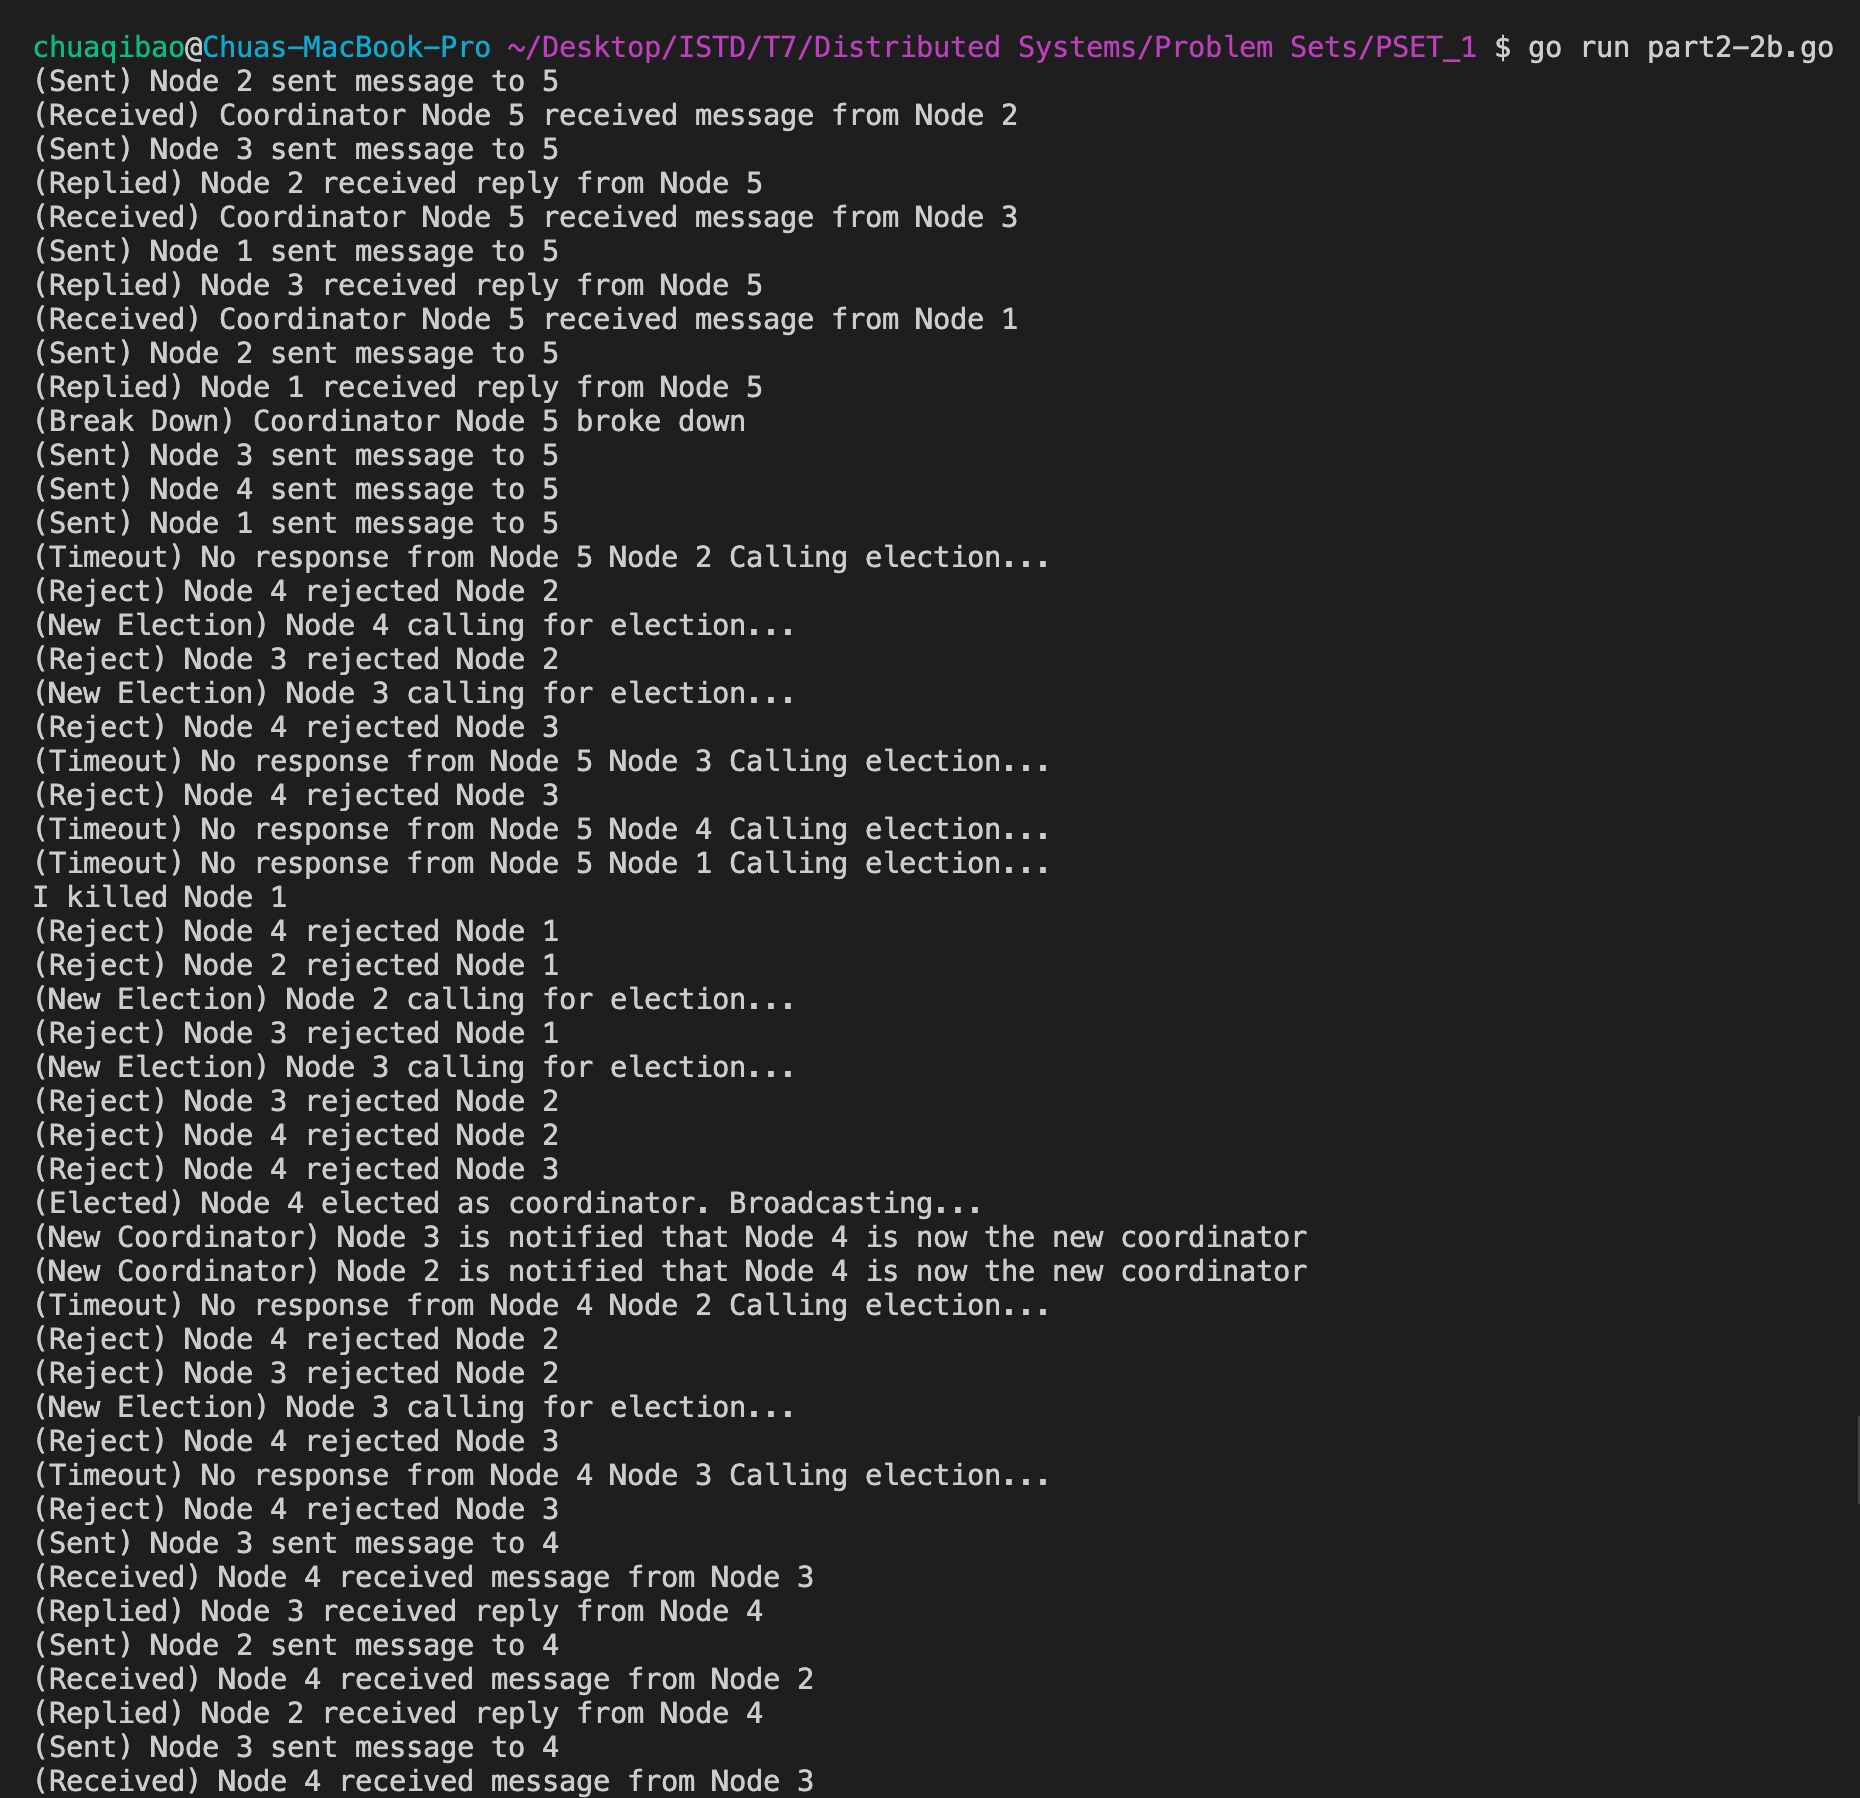 chuaqibao@Chuas-MacBook-Pro ~/Desktop/ISTD/T7/Distributed Systems/Problem Sets/PSET_1 $ go run part2-2b.go
(Sent) Node 2 sent message to 5
(Received) Coordinator Node 5 received message from Node 2
(Sent) Node 3 sent message to 5
(Replied) Node 2 received reply from Node 5
(Received) Coordinator Node 5 received message from Node 3
(Sent) Node 1 sent message to 5
(Replied) Node 3 received reply from Node 5
(Received) Coordinator Node 5 received message from Node 1
(Sent) Node 2 sent message to 5
(Replied) Node 1 received reply from Node 5
(Break Down) Coordinator Node 5 broke down
(Sent) Node 3 sent message to 5
(Sent) Node 4 sent message to 5
(Sent) Node 1 sent message to 5
(Timeout) No response from Node 5 Node 2 Calling election...
(Reject) Node 4 rejected Node 2
(New Election) Node 4 calling for election...
(Reject) Node 3 rejected Node 2
(New Election) Node 3 calling for election...
(Reject) Node 4 rejected Node 3
(Timeout) No response from Node 5 Node 3 Calling election...
(Reject) Node 4 rejected Node 3
(Timeout) No response from Node 5 Node 4 Calling election...
(Timeout) No response from Node 5 Node 1 Calling election...
I killed Node 1
(Reject) Node 4 rejected Node 1
(Reject) Node 2 rejected Node 1
(New Election) Node 2 calling for election...
(Reject) Node 3 rejected Node 1
(New Election) Node 3 calling for election...
(Reject) Node 3 rejected Node 2
(Reject) Node 4 rejected Node 2
(Reject) Node 4 rejected Node 3
(Elected) Node 4 elected as coordinator. Broadcasting...
(New Coordinator) Node 3 is notified that Node 4 is now the new coordinator
(New Coordinator) Node 2 is notified that Node 4 is now the new coordinator
(Timeout) No response from Node 4 Node 2 Calling election...
(Reject) Node 4 rejected Node 2
(Reject) Node 3 rejected Node 2
(New Election) Node 3 calling for election...
(Reject) Node 4 rejected Node 3
(Timeout) No response from Node 4 Node 3 Calling election...
(Reject) Node 4 rejected Node 3
(Sent) Node 3 sent message to 4
(Received) Node 4 received message from Node 3
(Replied) Node 3 received reply from Node 4
(Sent) Node 2 sent message to 4
(Received) Node 4 received message from Node 2
(Replied) Node 2 received reply from Node 4
(Sent) Node 3 sent message to 4
(Received) Node 4 received message from Node 3